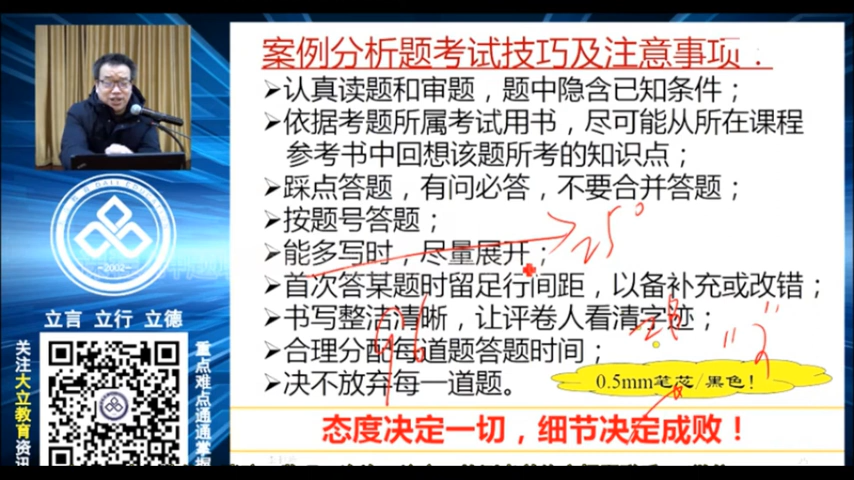 案例分析题考试技巧及注意事项：
➢认真读题和审题，题中隐含已知条件；
➢依据考题所属考试用书，尽可能从所在课程
参考书中回想该题所考的知识点；
➢踩点答题，有问必答，不要合并答题；
➢按题号答题；
➢能多写时，尽量展开；
25°
➢首次答某题时留足行间距，以备补充或改错；
➢书写整洁清晰，让评卷人看清字迹；
96
"2"
➢合理分配每道题答题时间；
➢决不放弃每一道题。
0.5mm笔芯/黑色！
态度决定一切，细节决定成败！
2002
立言 立行 立德
关注大立教育资讯
重点难点通通掌握